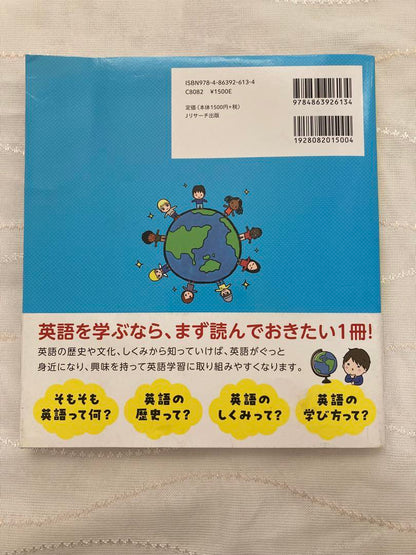 ISBN978-4-86392-613-4
C8082 ¥1500E
定価(本体1500円+税)
Jリサーチ出版
9784863926134
1928082015004
英語を学ぶなら、まず読んでおきたい1冊!
英語の歴史や文化、しくみから知っていけば、英語がぐっと
身近になり、興味を持って英語学習に取り組みやすくなります。
そもそも
英語って何?
英語の
歴史って?
英語の
しくみって?
英語の
学び方って?